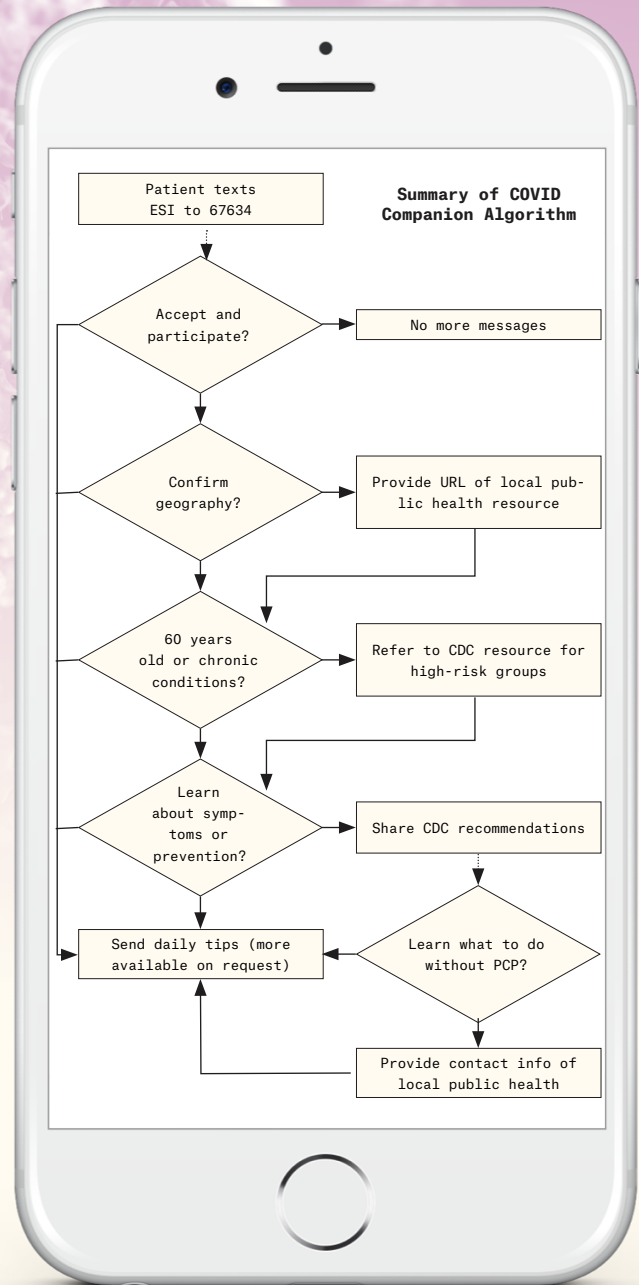 Patient texts
ESI to 67634
Summary of COVID
Companion Algorithm
Accept and
participate?
No more messages
Confirm
geography?
Provide URL of local pub-
lic health resource
60 years
old or chronic
conditions?
Refer to CDC resource for
high-risk groups
Learn
about symp-
toms or
prevention?
Share CDC recommendations
Send daily tips (more
available on request)
Learn what to do
without PCP?
Provide contact info of
local public health